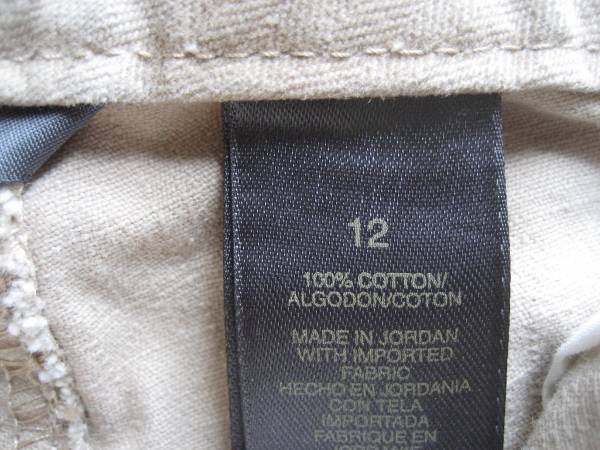 12
100% COTTON/
ALGODON/COTON
MADE IN JORDAN
WITH IMPORTED
FABRIC
HECHO EN JORDANIA
CON TELA
IMPORTADA
FABRIQUE EN